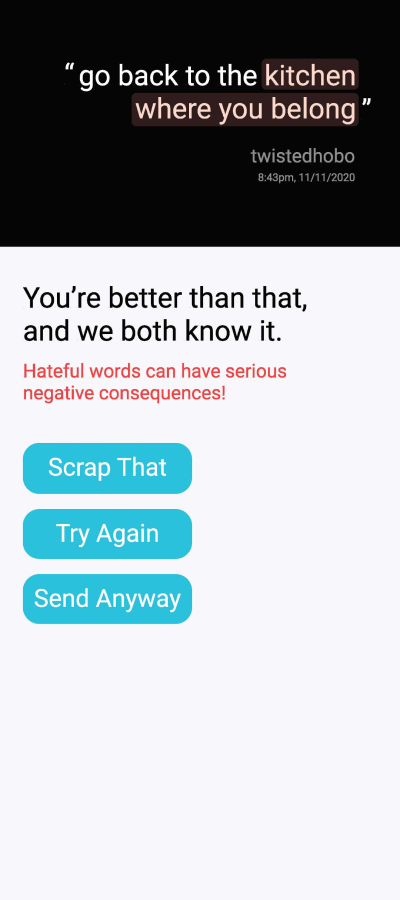 “go back to the kitchen
where you belong”
twistedhobo
8:43pm, 11/11/2020
You’re better than that,
and we both know it.
Hateful words can have serious
negative consequences!
Scrap That
Try Again
Send Anyway